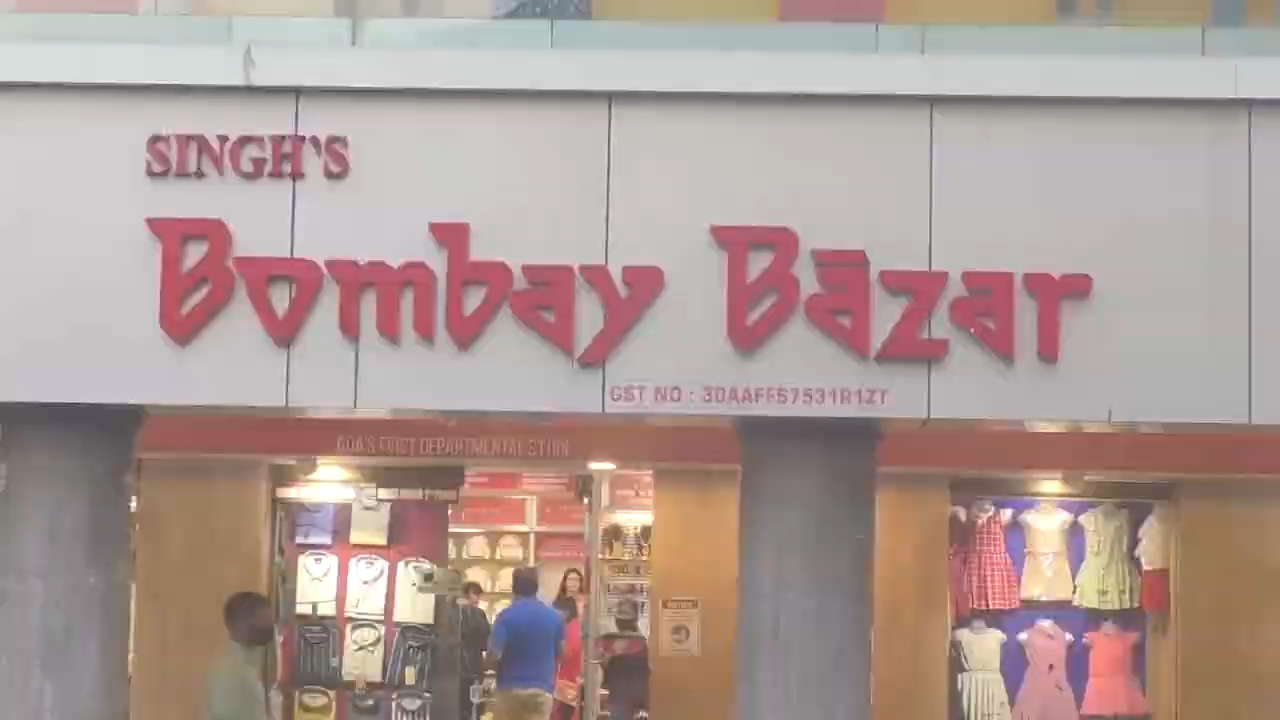 SINGH'S
Bombay Bazar
GST NO : 30AAFFS7531R1ZT
GOA'S FIRST DEPARTMENTAL STORE